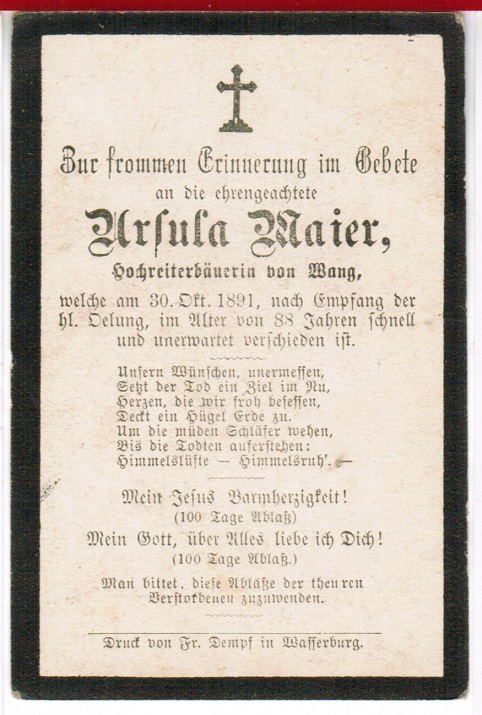 Zur frommen Erinnerung im Gebete
an die ehrengeachtete
Ursula Maier,
Hochreiterbäuerin von Wang,
welche am 30. Okt. 1891, nach Empfang der
hl. Oelung, im Alter von 88 Jahren schnell
und unerwartet verschieden ist.
Unsern Wünschen, unermessen,
Setzt der Tod ein Ziel im Nu,
Herzen, die wir froh besessen,
Deckt ein Hügel Erde zu.
Um die müden Schläfer wehen,
Bis die Todten auferstehen:
Himmelslüfte — Himmelsruh'. —
Mein Jesus Barmherzigkeit!
(100 Tage Ablaß)
Mein Gott, über Alles liebe ich Dich!
(100 Tage Ablaß.)
Man bittet, diese Abläße der theuren
Verstorbenen zuzuwenden.
Druck von Fr. Dempf in Wasserburg.